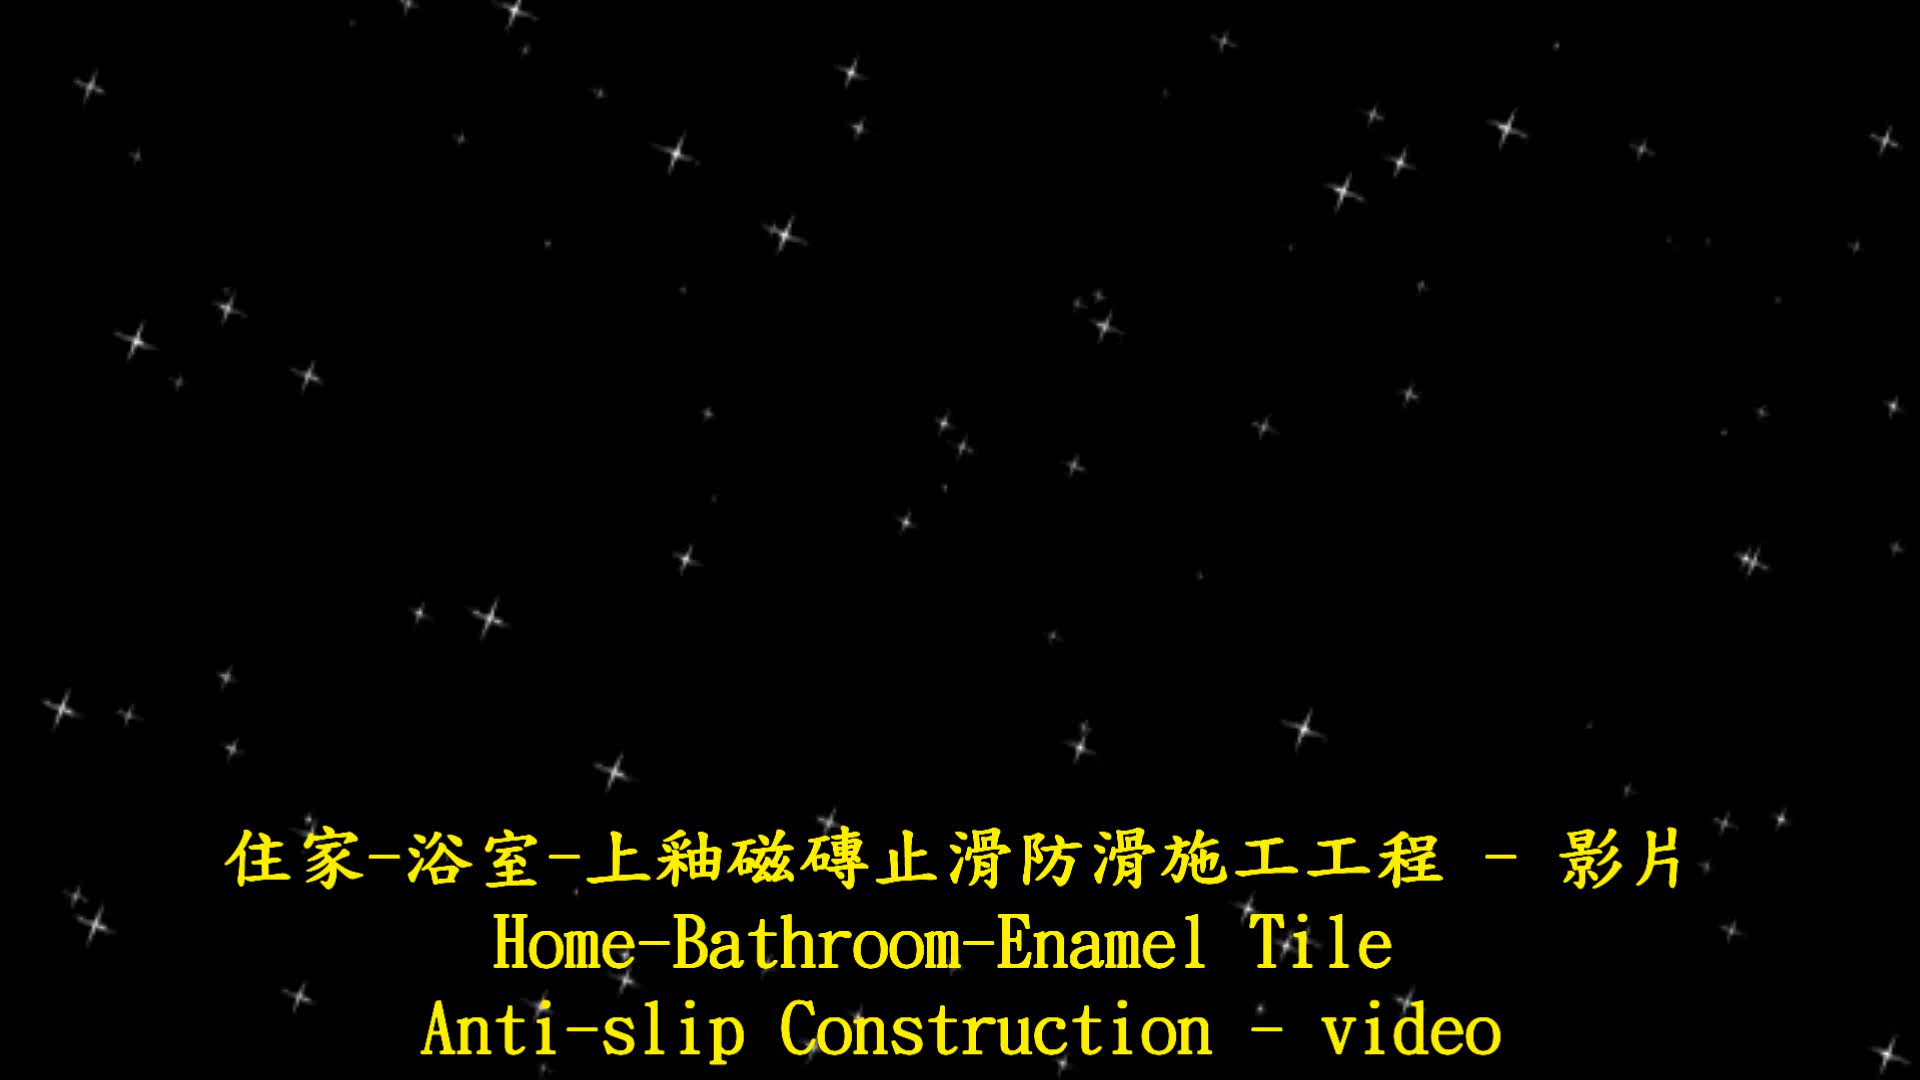 住家-浴室-上釉磁磚止滑防滑施工工程 - 影片
Home-Bathroom-Enamel Tile
Anti-slip Construction - video